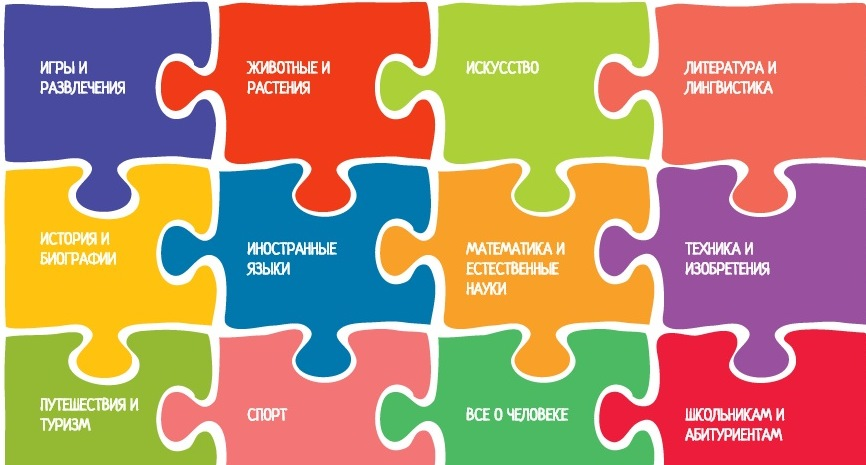 ИГРЫ И
РАЗВЛЕЧЕНИЯ
ЖИВОТНЫЕ И
РАСТЕНИЯ
ИСКУССТВО
ЛИТЕРАТУРА И
ЛИНГВИСТИКА
ИСТОРИЯ И
БИОГРАФИИ
ИНОСТРАННЫЕ
ЯЗЫКИ
МАТЕМАТИКА И
ЕСТЕСТВЕННЫЕ
НАУКИ
ТЕХНИКА И
ИЗОБРЕТЕНИЯ
ПУТЕШЕСТВИЯ И
ТУРИЗМ
СПОРТ
ВСЕ О ЧЕЛОВЕКЕ
ШКОЛЬНИКАМ И
АБИТУРИЕНТАМ